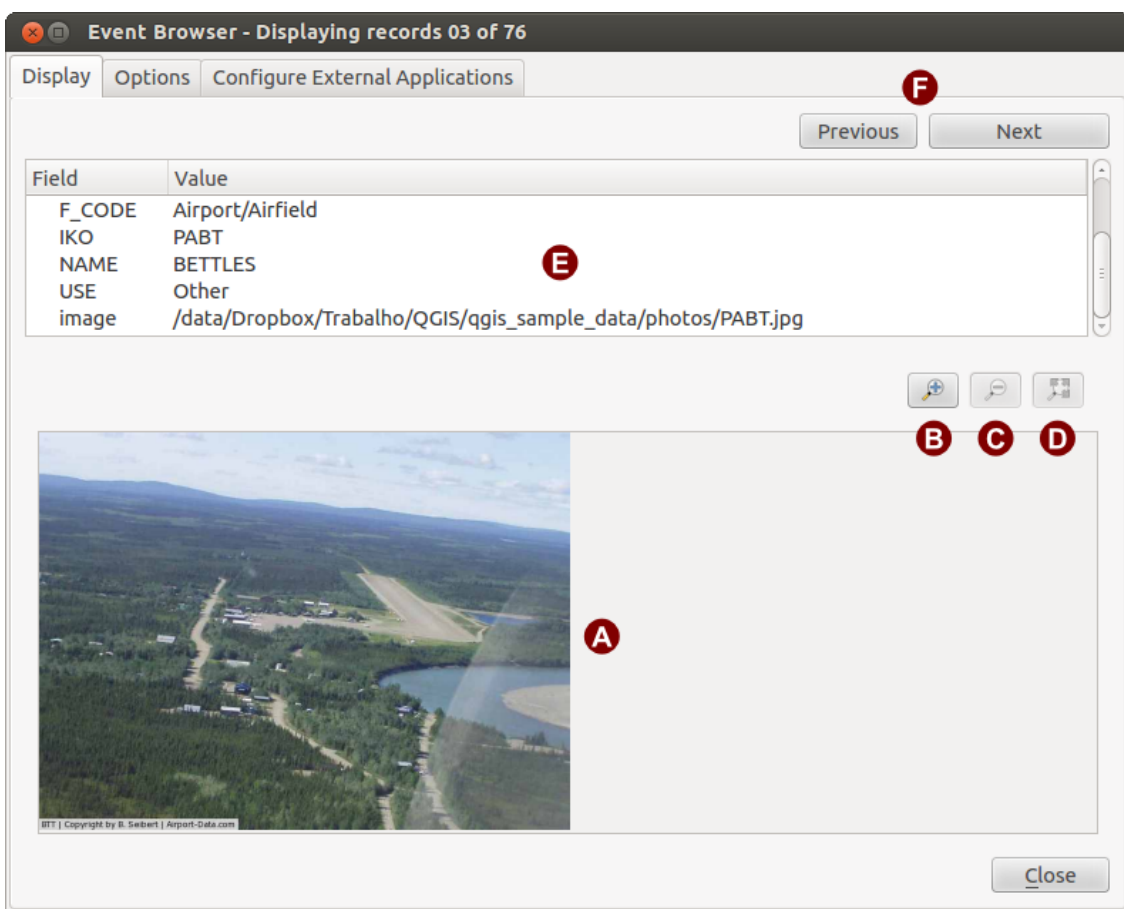 Event Browser - Displaying records 03 of 76
Display Options Configure External Applications
F
Previous Next
Field Value
F_CODE Airport/Airfield
IKO PABT
NAME BETTLES
E
USE Other
image /data/Dropbox/Trabalho/QGIS/qgis_sample_data/photos/PABT.jpg
B C D
A
BTT | Copyright by B. Seibert | Airport-Data.com
Close